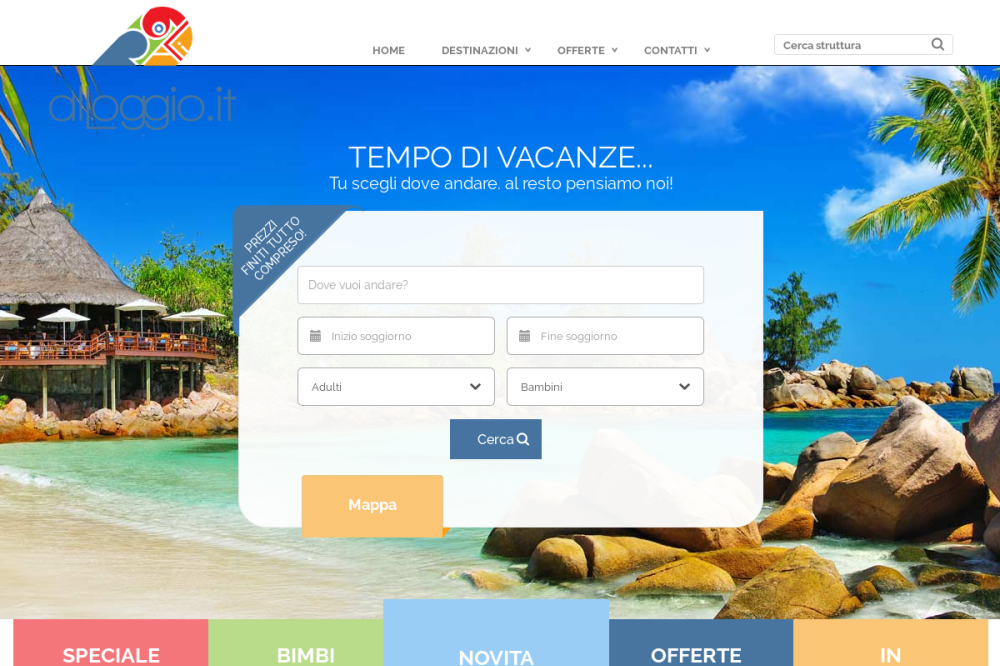 HOME
DESTINAZIONI
OFFERTE
CONTATTI
Cerca struttura
alloggio.it
TEMPO DI VACANZE...
Tu scegli dove andare. al resto pensiamo noi!
PREZZI
FINITI TUTTO
COMPRESO!
Dove vuoi andare?
Inizio soggiorno
Fine soggiorno
Adulti
Bambini
Cerca
Mappa
SPECIALE
BIMBI
NOVITA
OFFERTE
IN